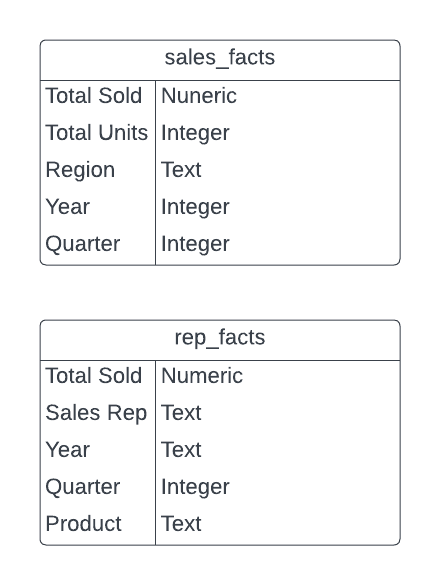 sales_facts
Total Sold Nuneric
Total Units Integer
Region Text
Year Integer
Quarter Integer
rep_facts
Total Sold Numeric
Sales Rep Text
Year Text
Quarter Integer
Product Text